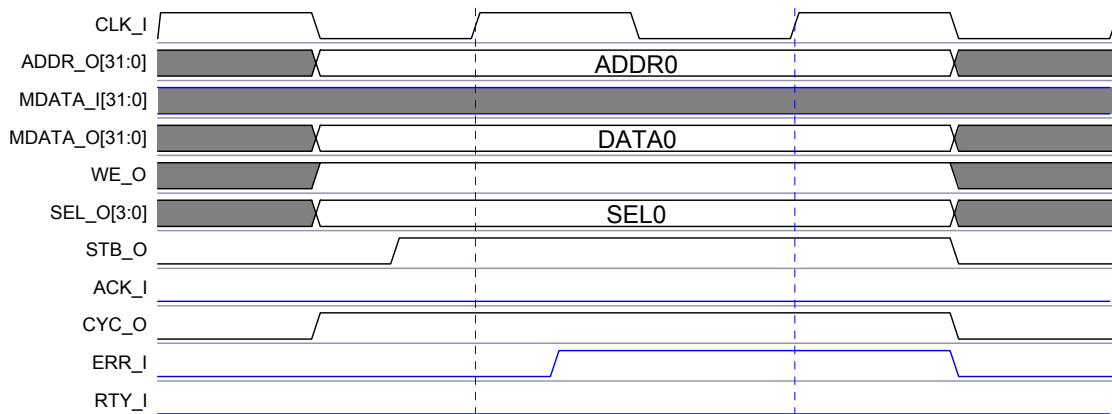 CLK_I
ADDR_O[31:0]
ADDR0
MDATA_I[31:0]
MDATA_O[31:0]
DATA0
WE_O
SEL_O[3:0]
SEL0
STB_O
ACK_I
CYC_O
ERR_I
RTY_I